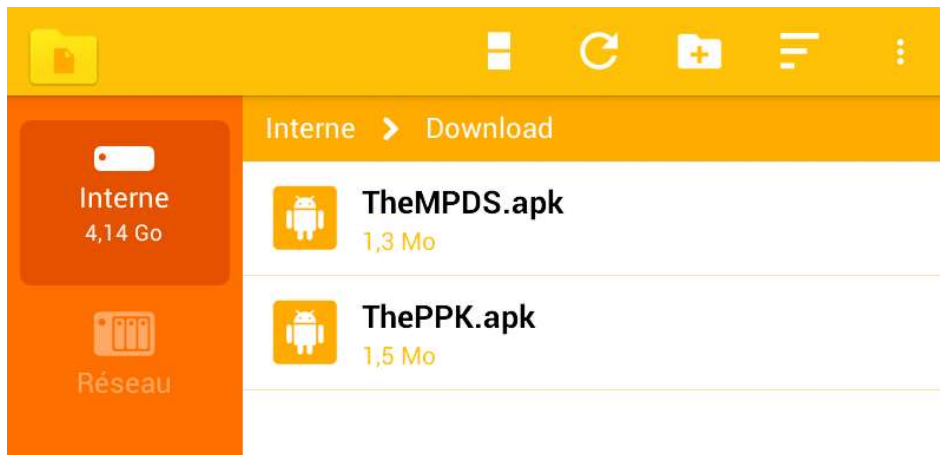 Interne
4,14 Go
Réseau
Interne > Download
TheMPDS.apk
1,3 Mo
ThePPK.apk
1,5 Mo